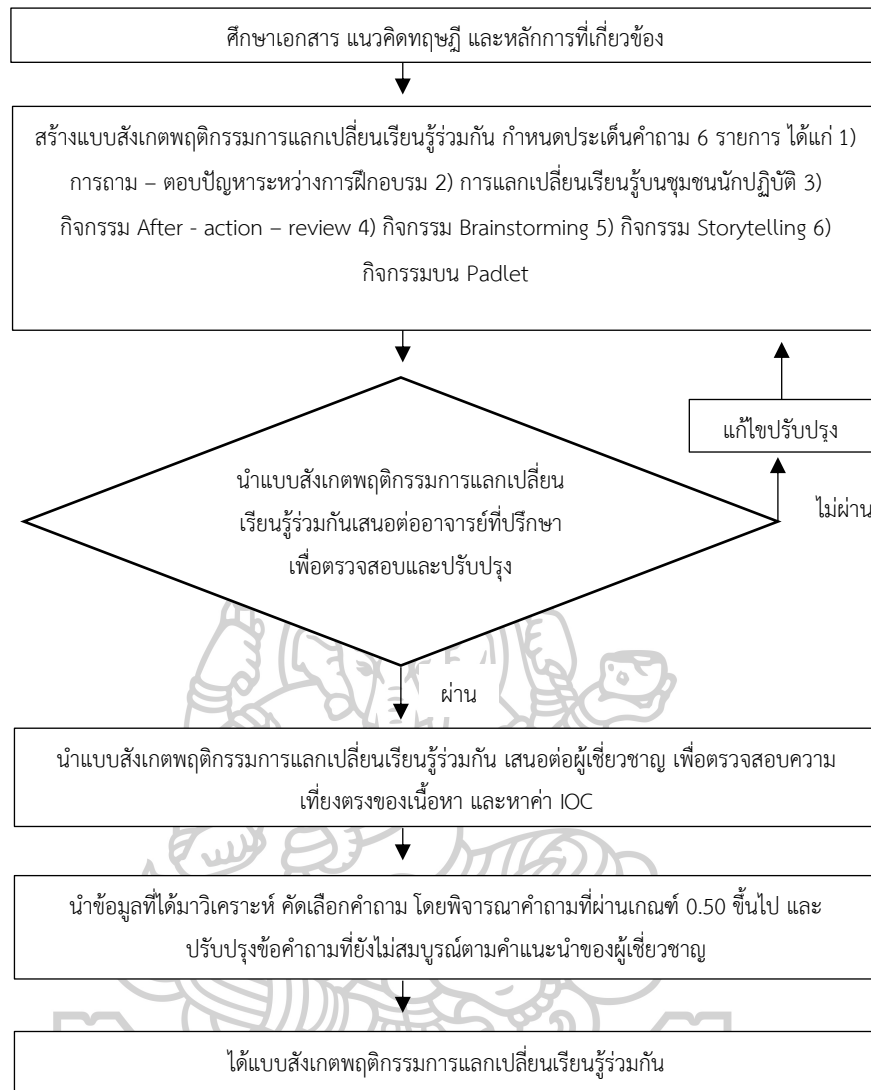 ศึกษาเอกสาร แนวคิดทฤษฎี และหลักการที่เกี่ยวข้อง
สร้างแบบสังเกตพฤติกรรมการแลกเปลี่ยนเรียนรู้ร่วมกัน กำหนดประเด็นคำถาม 6 รายการ ได้แก่ 1)
การถาม – ตอบปัญหาระหว่างการฝึกอบรม 2) การแลกเปลี่ยนเรียนรู้บนชุมชนนักปฏิบัติ 3)
กิจกรรม After - action – review 4) กิจกรรม Brainstorming 5) กิจกรรม Storytelling 6)
กิจกรรมบน Padlet
แก้ไขปรับปรุง
นำแบบสังเกตพฤติกรรมการแลกเปลี่ยน
เรียนรู้ร่วมกันเสนอต่ออาจารย์ที่ปรึกษา
เพื่อตรวจสอบและปรับปรุง
ไม่ผ่าน
ผ่าน
นำแบบสังเกตพฤติกรรมการแลกเปลี่ยนเรียนรู้ร่วมกัน เสนอต่อผู้เชี่ยวชาญ เพื่อตรวจสอบความ
เที่ยงตรงของเนื้อหา และหาค่า IOC
นำข้อมูลที่ได้มาวิเคราะห์ คัดเลือกคำถาม โดยพิจารณาคำถามที่ผ่านเกณฑ์ 0.50 ขึ้นไป และ
ปรับปรุงข้อคำถามที่ยังไม่สมบูรณ์ตามคำแนะนำของผู้เชี่ยวชาญ
ได้แบบสังเกตพฤติกรรมการแลกเปลี่ยนเรียนรู้ร่วมกัน